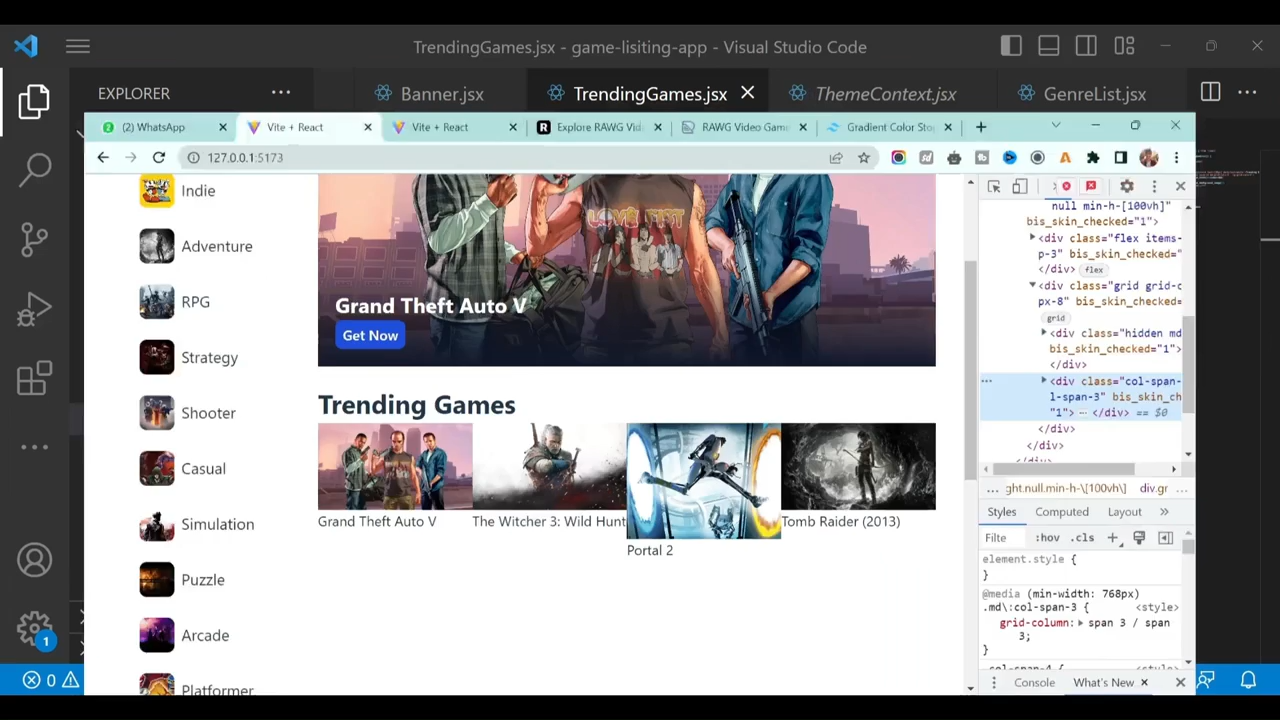 TrendingGames.jsx - game-lisiting-app - Visual Studio Code
EXPLORER
Banner.jsx
TrendingGames.jsx
ThemeContext.jsx
GenreList.jsx
(2) WhatsApp
Vite + React
Vite + React
Explore RAWG Vid
RAWG Video Gam
Gradient Color Sto
127.0.0.1:5173
Indie
Adventure
RPG
Strategy
Shooter
Casual
Simulation
Puzzle
Arcade
Platformer
LOVE FIST
Grand Theft Auto V
Get Now
Trending Games
Grand Theft Auto V
The Witcher 3: Wild Hunt
Portal 2
Tomb Raider (2013)
null min-h-[100vh]"
bis_skin_checked="1">
<div class="flex items-
p-3" bis_skin_checked="1">
</div> flex
<div class="grid grid-c
px-8" bis_skin_checked="1">
grid
<div class="hidden md
bis_skin_checked="1">
</div>
<div class="col-span-
l-span-3" bis_skin_ch
"1"> … </div> == $0
</div>
</div>
… ght.null.min-h-\[100vh\] div.gr …
Styles Computed Layout
Filte :hov .cls
element.style {
}
@media (min-width: 768px)
.md\:col-span-3 { <style>
grid-column: span 3 / span
3;
}
<style>
Console What's New
1
0